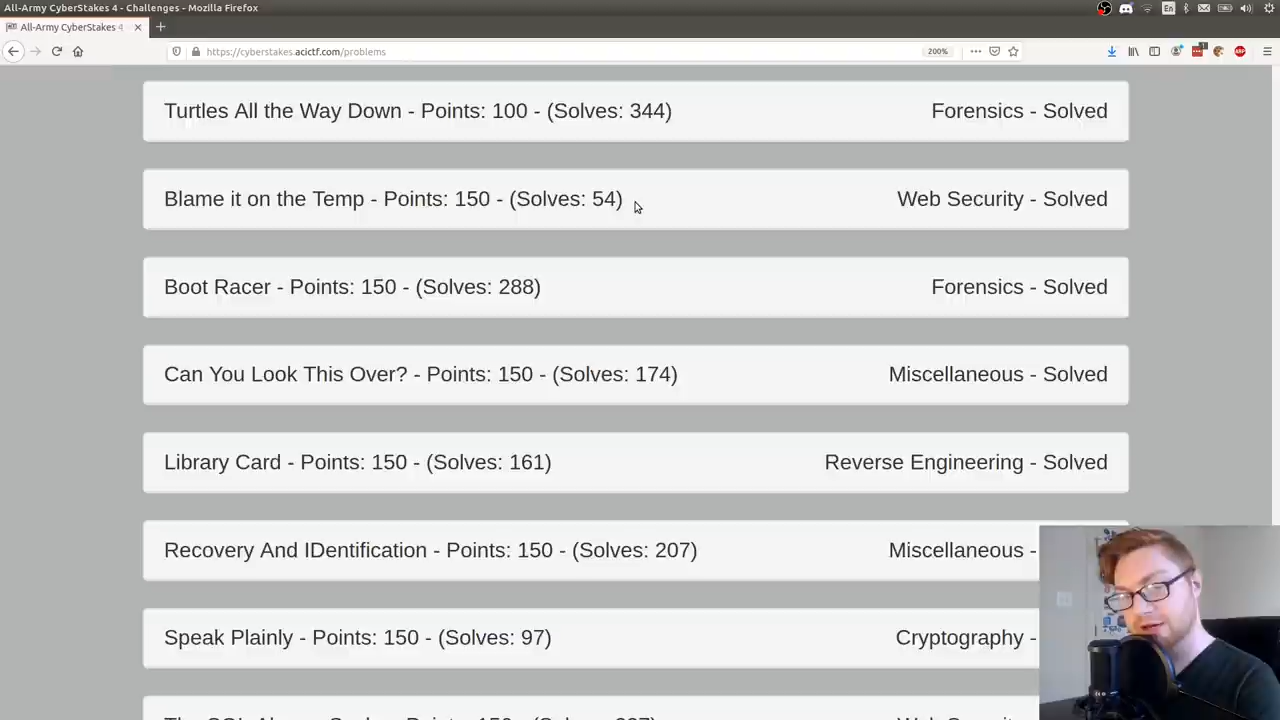 All-Army CyberStakes 4 - Challenges - Mozilla Firefox
All-Army CyberStakes 4
https://cyberstakes.acictf.com/problems
200%
Turtles All the Way Down - Points: 100 - (Solves: 344)
Forensics - Solved
Blame it on the Temp - Points: 150 - (Solves: 54)
Web Security - Solved
Boot Racer - Points: 150 - (Solves: 288)
Forensics - Solved
Can You Look This Over? - Points: 150 - (Solves: 174)
Miscellaneous - Solved
Library Card - Points: 150 - (Solves: 161)
Reverse Engineering - Solved
Recovery And IDentification - Points: 150 - (Solves: 207)
Miscellaneous -
Speak Plainly - Points: 150 - (Solves: 97)
Cryptography -